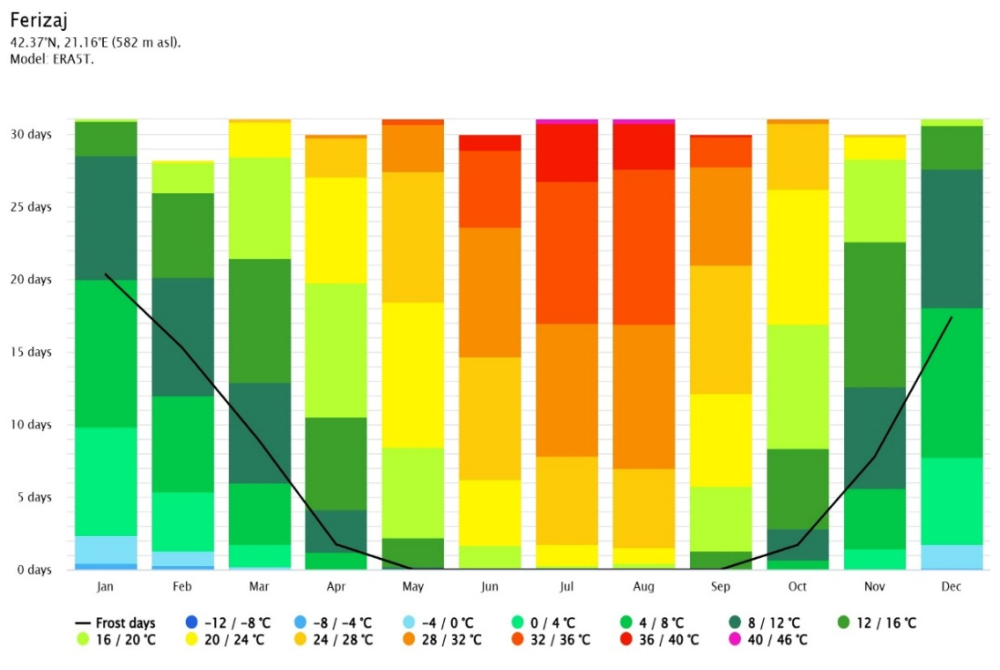 Ferizaj
42.37°N, 21.16°E (582 m asl).
Model: ERA5T.
30 days
25 days
20 days
15 days
10 days
5 days
0 days
Jan Feb Mar Apr May Jun Jul Aug Sep Oct Nov Dec
Frost days -12 / -8 °C -8 / -4 °C -4 / 0 °C 0 / 4 °C 4 / 8 °C 8 / 12 °C 12 / 16 °C
16 / 20 °C 20 / 24 °C 24 / 28 °C 28 / 32 °C 32 / 36 °C 36 / 40 °C 40 / 46 °C